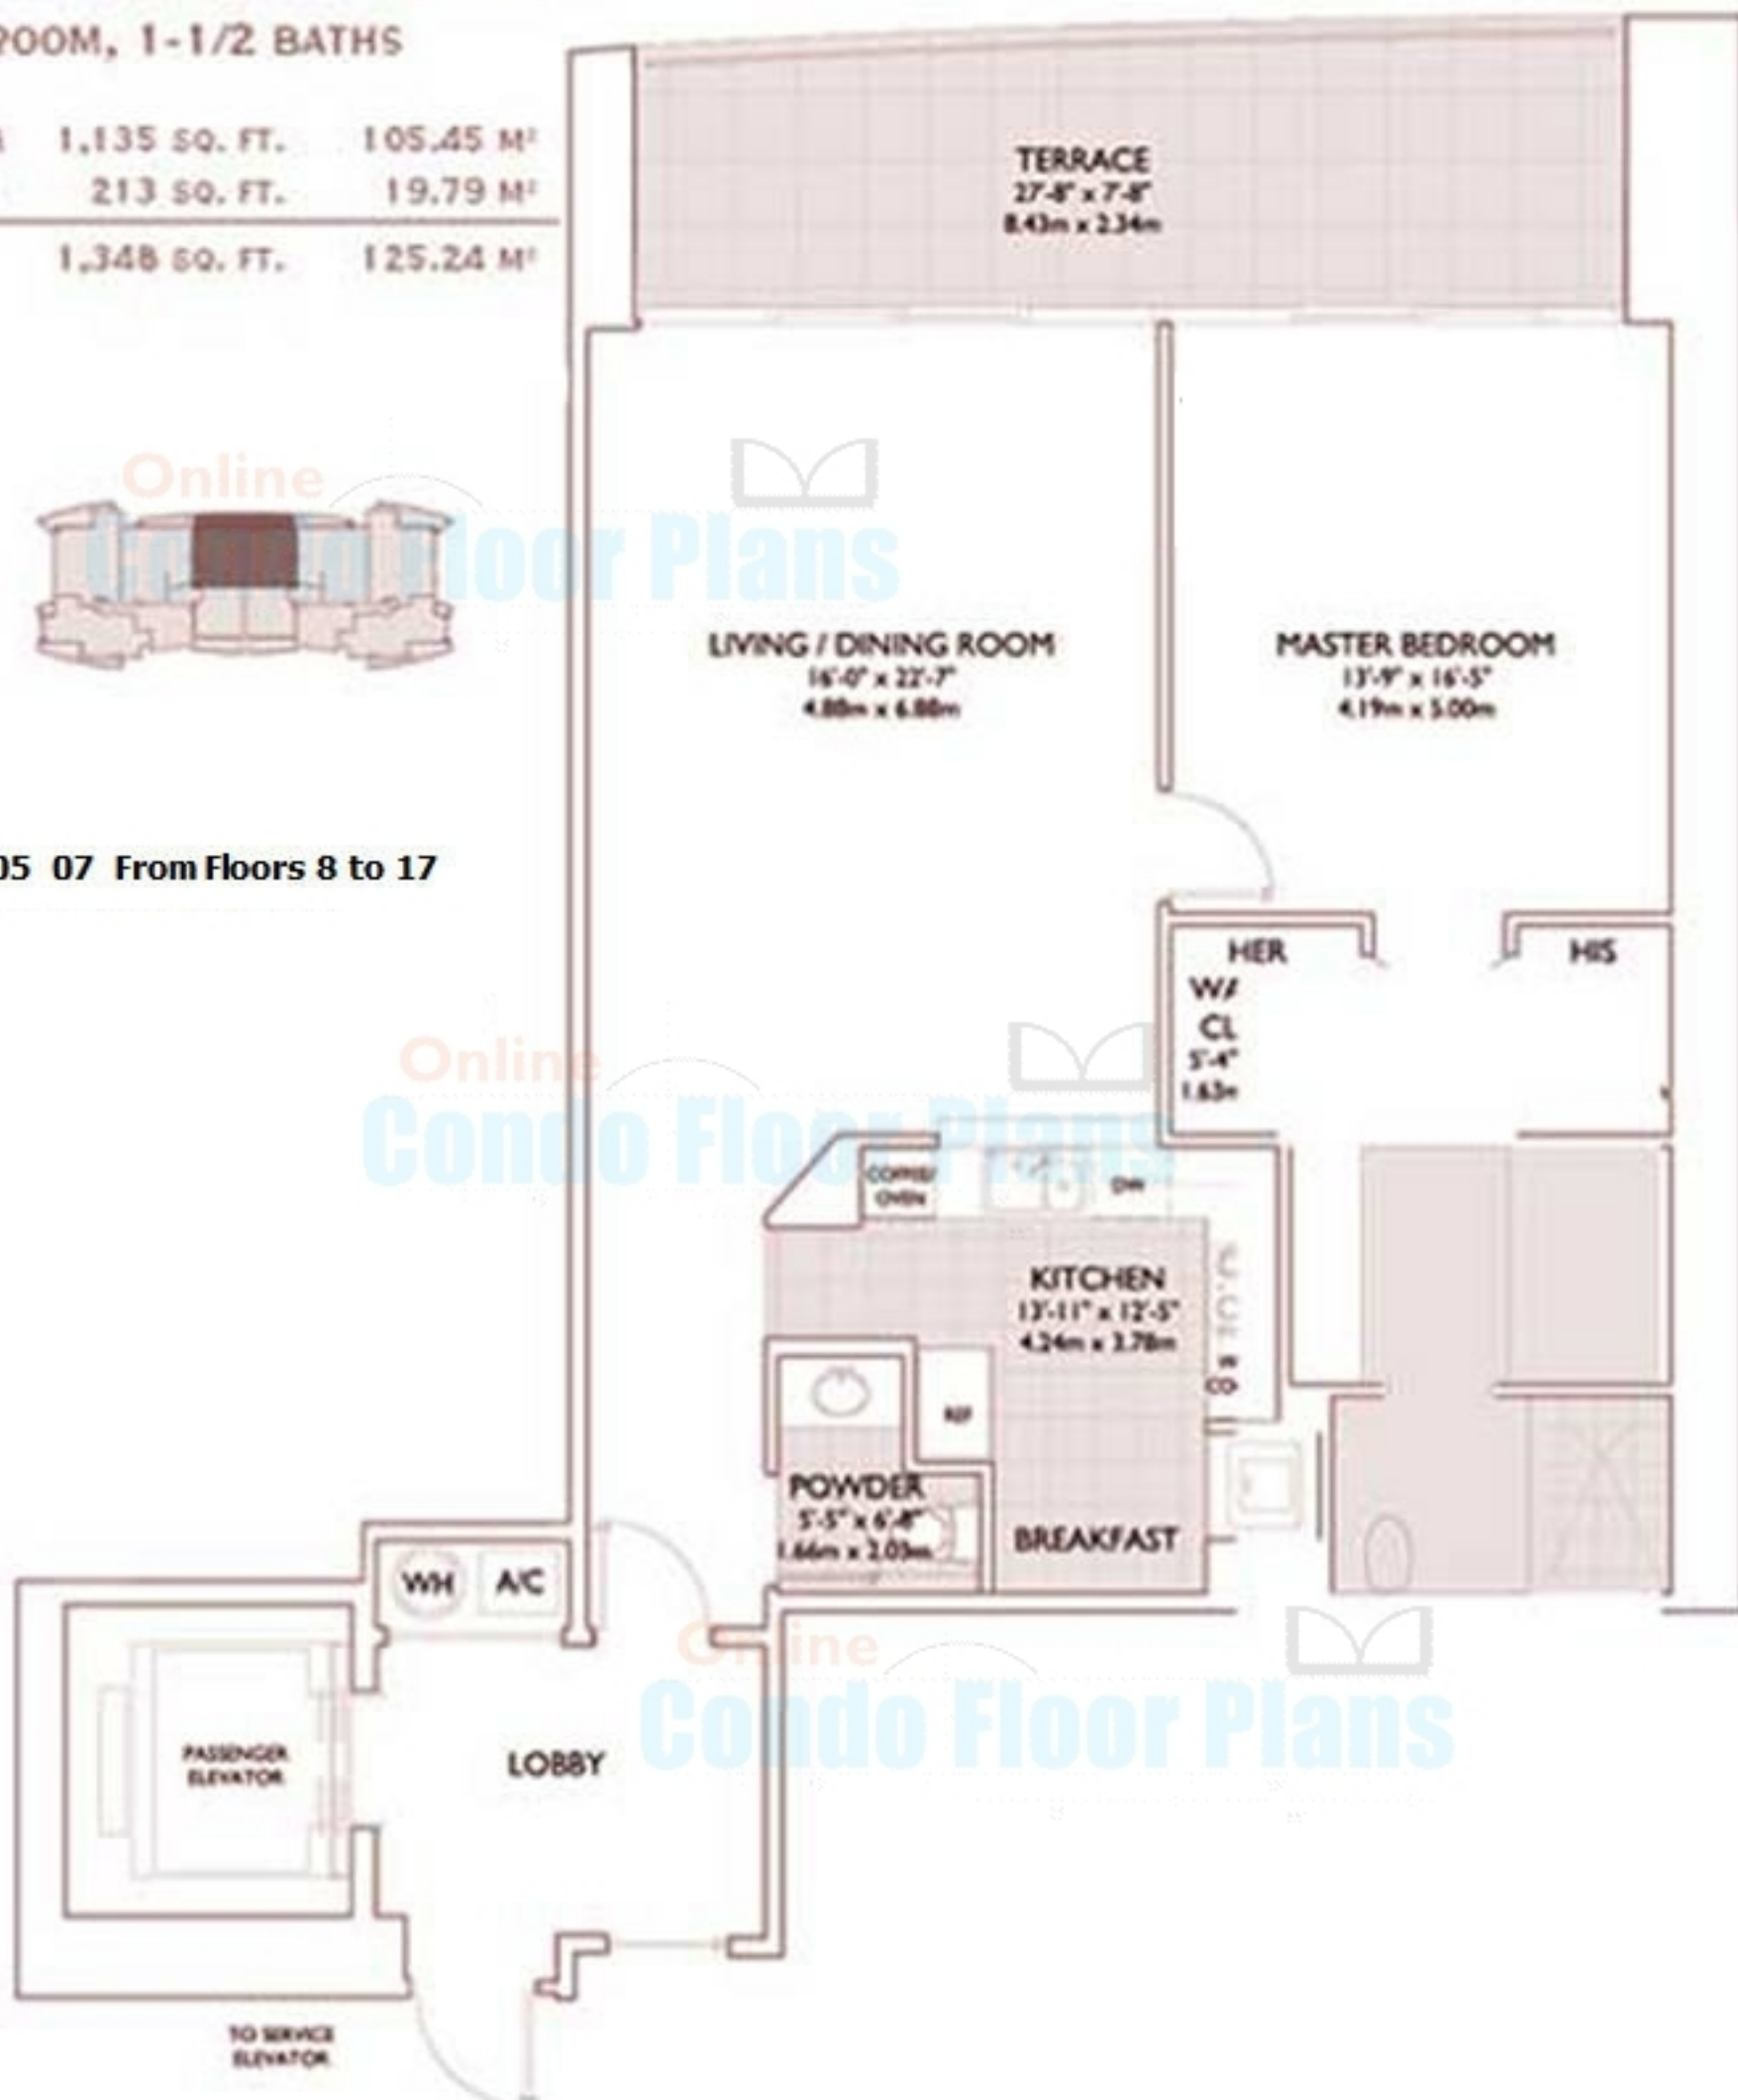 ROOM, 1-1/2 BATHS
1,135 SQ. FT. 105.45 M²
213 SQ. FT. 19.79 M²
1,348 SQ. FT. 125.24 M²
TERRACE
27'-8" x 7'-8"
8.43m x 2.34m
Online
Condo Floor Plans
LIVING / DINING ROOM
16'-0" x 22'-7"
4.88m x 6.88m
MASTER BEDROOM
13'-9" x 16'-5"
4.19m x 5.00m
05 07 From Floors 8 to 17
HER
HIS
WA
CL
5'-4"
1.63m
Online
Condo Floor Plans
COFFEE/
OVEN
DW
KITCHEN
13'-11" x 12'-5"
4.24m x 3.78m
CO
REF
POWDER
5'-5" x 6'-8"
1.66m x 2.03m
BREAKFAST
WH
A/C
Online
Condo Floor Plans
PASSENGER
ELEVATOR
LOBBY
TO SERVICE
ELEVATOR